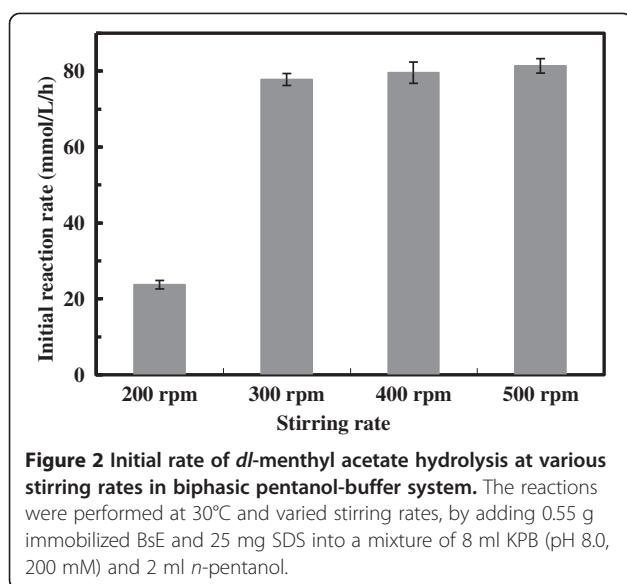 80
60
40
20
0
Initial reaction rate (mmol/L/h)
200 rpm 300 rpm 400 rpm 500 rpm
Stirring rate
Figure 2 Initial rate of dl-menthyl acetate hydrolysis at various
stirring rates in biphasic pentanol-buffer system. The reactions
were performed at 30°C and varied stirring rates, by adding 0.55 g
immobilized BsE and 25 mg SDS into a mixture of 8 ml KPB (pH 8.0,
200 mM) and 2 ml n-pentanol.